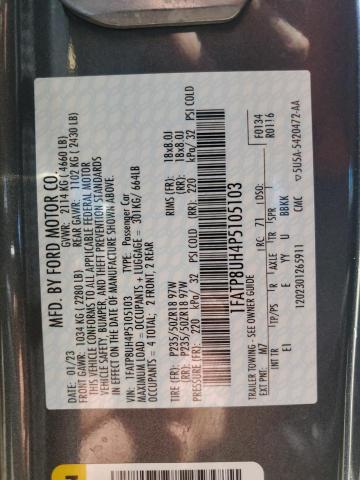 MFD. BY FORD MOTOR CO.
DATE: 01/23 GVWR: 2114 KG (4660 LB)
FRONT GAWR: 1034 KG (2280 LB) REAR GAWR: 1102 KG (2430 LB)
THIS VEHICLE CONFORMS TO ALL APPLICABLE FEDERAL MOTOR
VEHICLE SAFETY, BUMPER, AND THEFT PREVENTION STANDARDS
IN EFFECT ON THE DATE OF MANUFACTURE SHOWN ABOVE.
VIN: 1FATP8UH4P5105103 TYPE: Passenger Car
MAXIMUM LOAD = OCCUPANTS + LUGGAGE = 301KG/ 664LB
OCCUPANTS = 4 TOTAL; 2 FRONT, 2 REAR
TIRE (FR): P235/50ZR18 97W RIMS (FR): 18x8.0J
(RR): P235/50ZR18 97W (RR): 18x8.0J
PRESSURE(FR): 220 kPa/ 32 PSI COLD (RR) 220 kPa/ 32 PSI COLD
1FATP8UH4P5105103
TRAILER TOWING - SEE OWNER GUIDE F0134
EXT PNT: M7 RC: 71 DSO: R0116
INT TR TP/PS R AXLE TR SPR
EI I E YY U BBKK
1202301265911 CMC ▽5U5A-5420472-AA